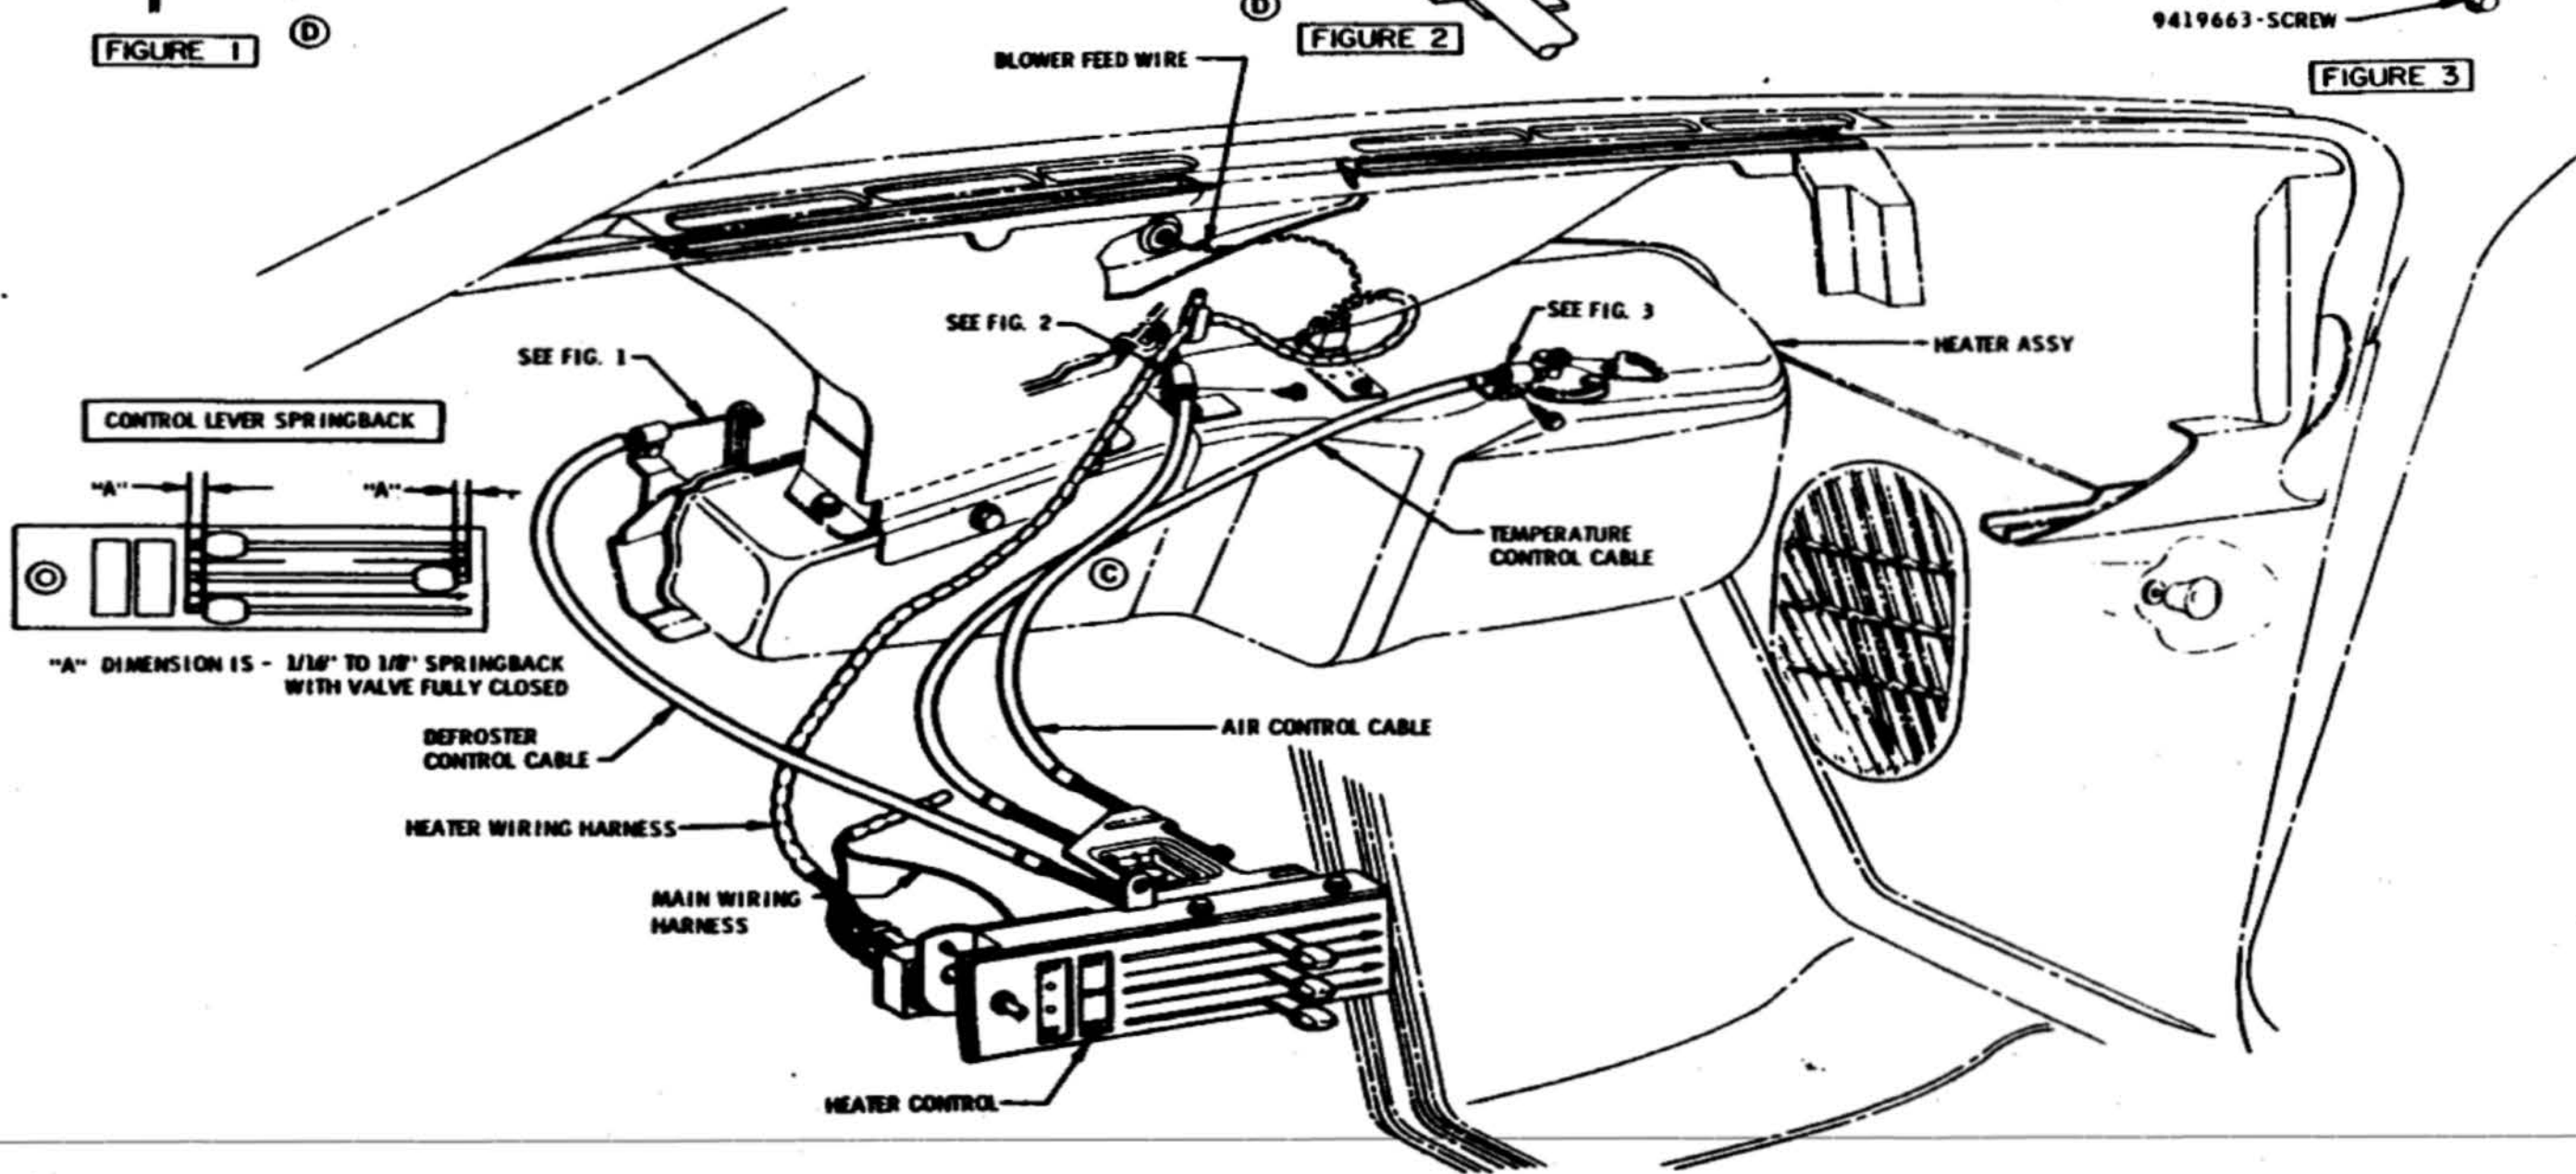 D
FIGURE 1
D
FIGURE 2
9419663-SCREW
FIGURE 3
BLOWER FEED WIRE
SEE FIG. 2
SEE FIG. 3
SEE FIG. 1
HEATER ASSY
CONTROL LEVER SPRINGBACK
"A"
"A"
"A" DIMENSION IS - 1/16" TO 1/8" SPRINGBACK
WITH VALVE FULLY CLOSED
TEMPERATURE
CONTROL CABLE
C
DEFROSTER
CONTROL CABLE
AIR CONTROL CABLE
HEATER WIRING HARNESS
MAIN WIRING
HARNESS
HEATER CONTROL